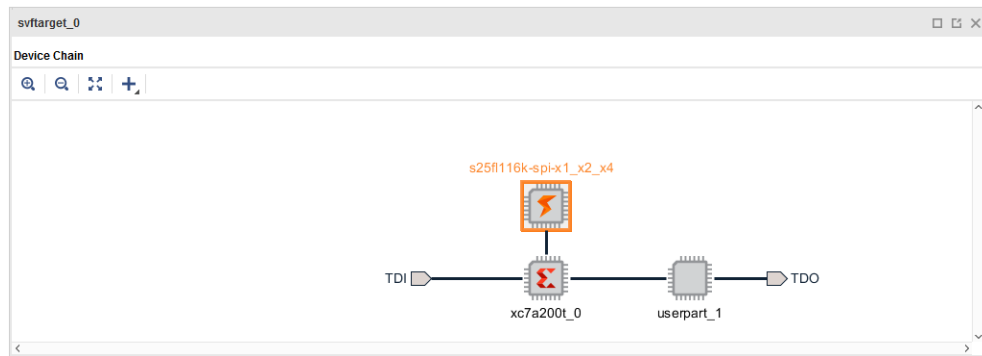 svftarget_0
Device Chain
s25fl116k-spi-x1_x2_x4
TDI
TDO
xc7a200t_0
userpart_1